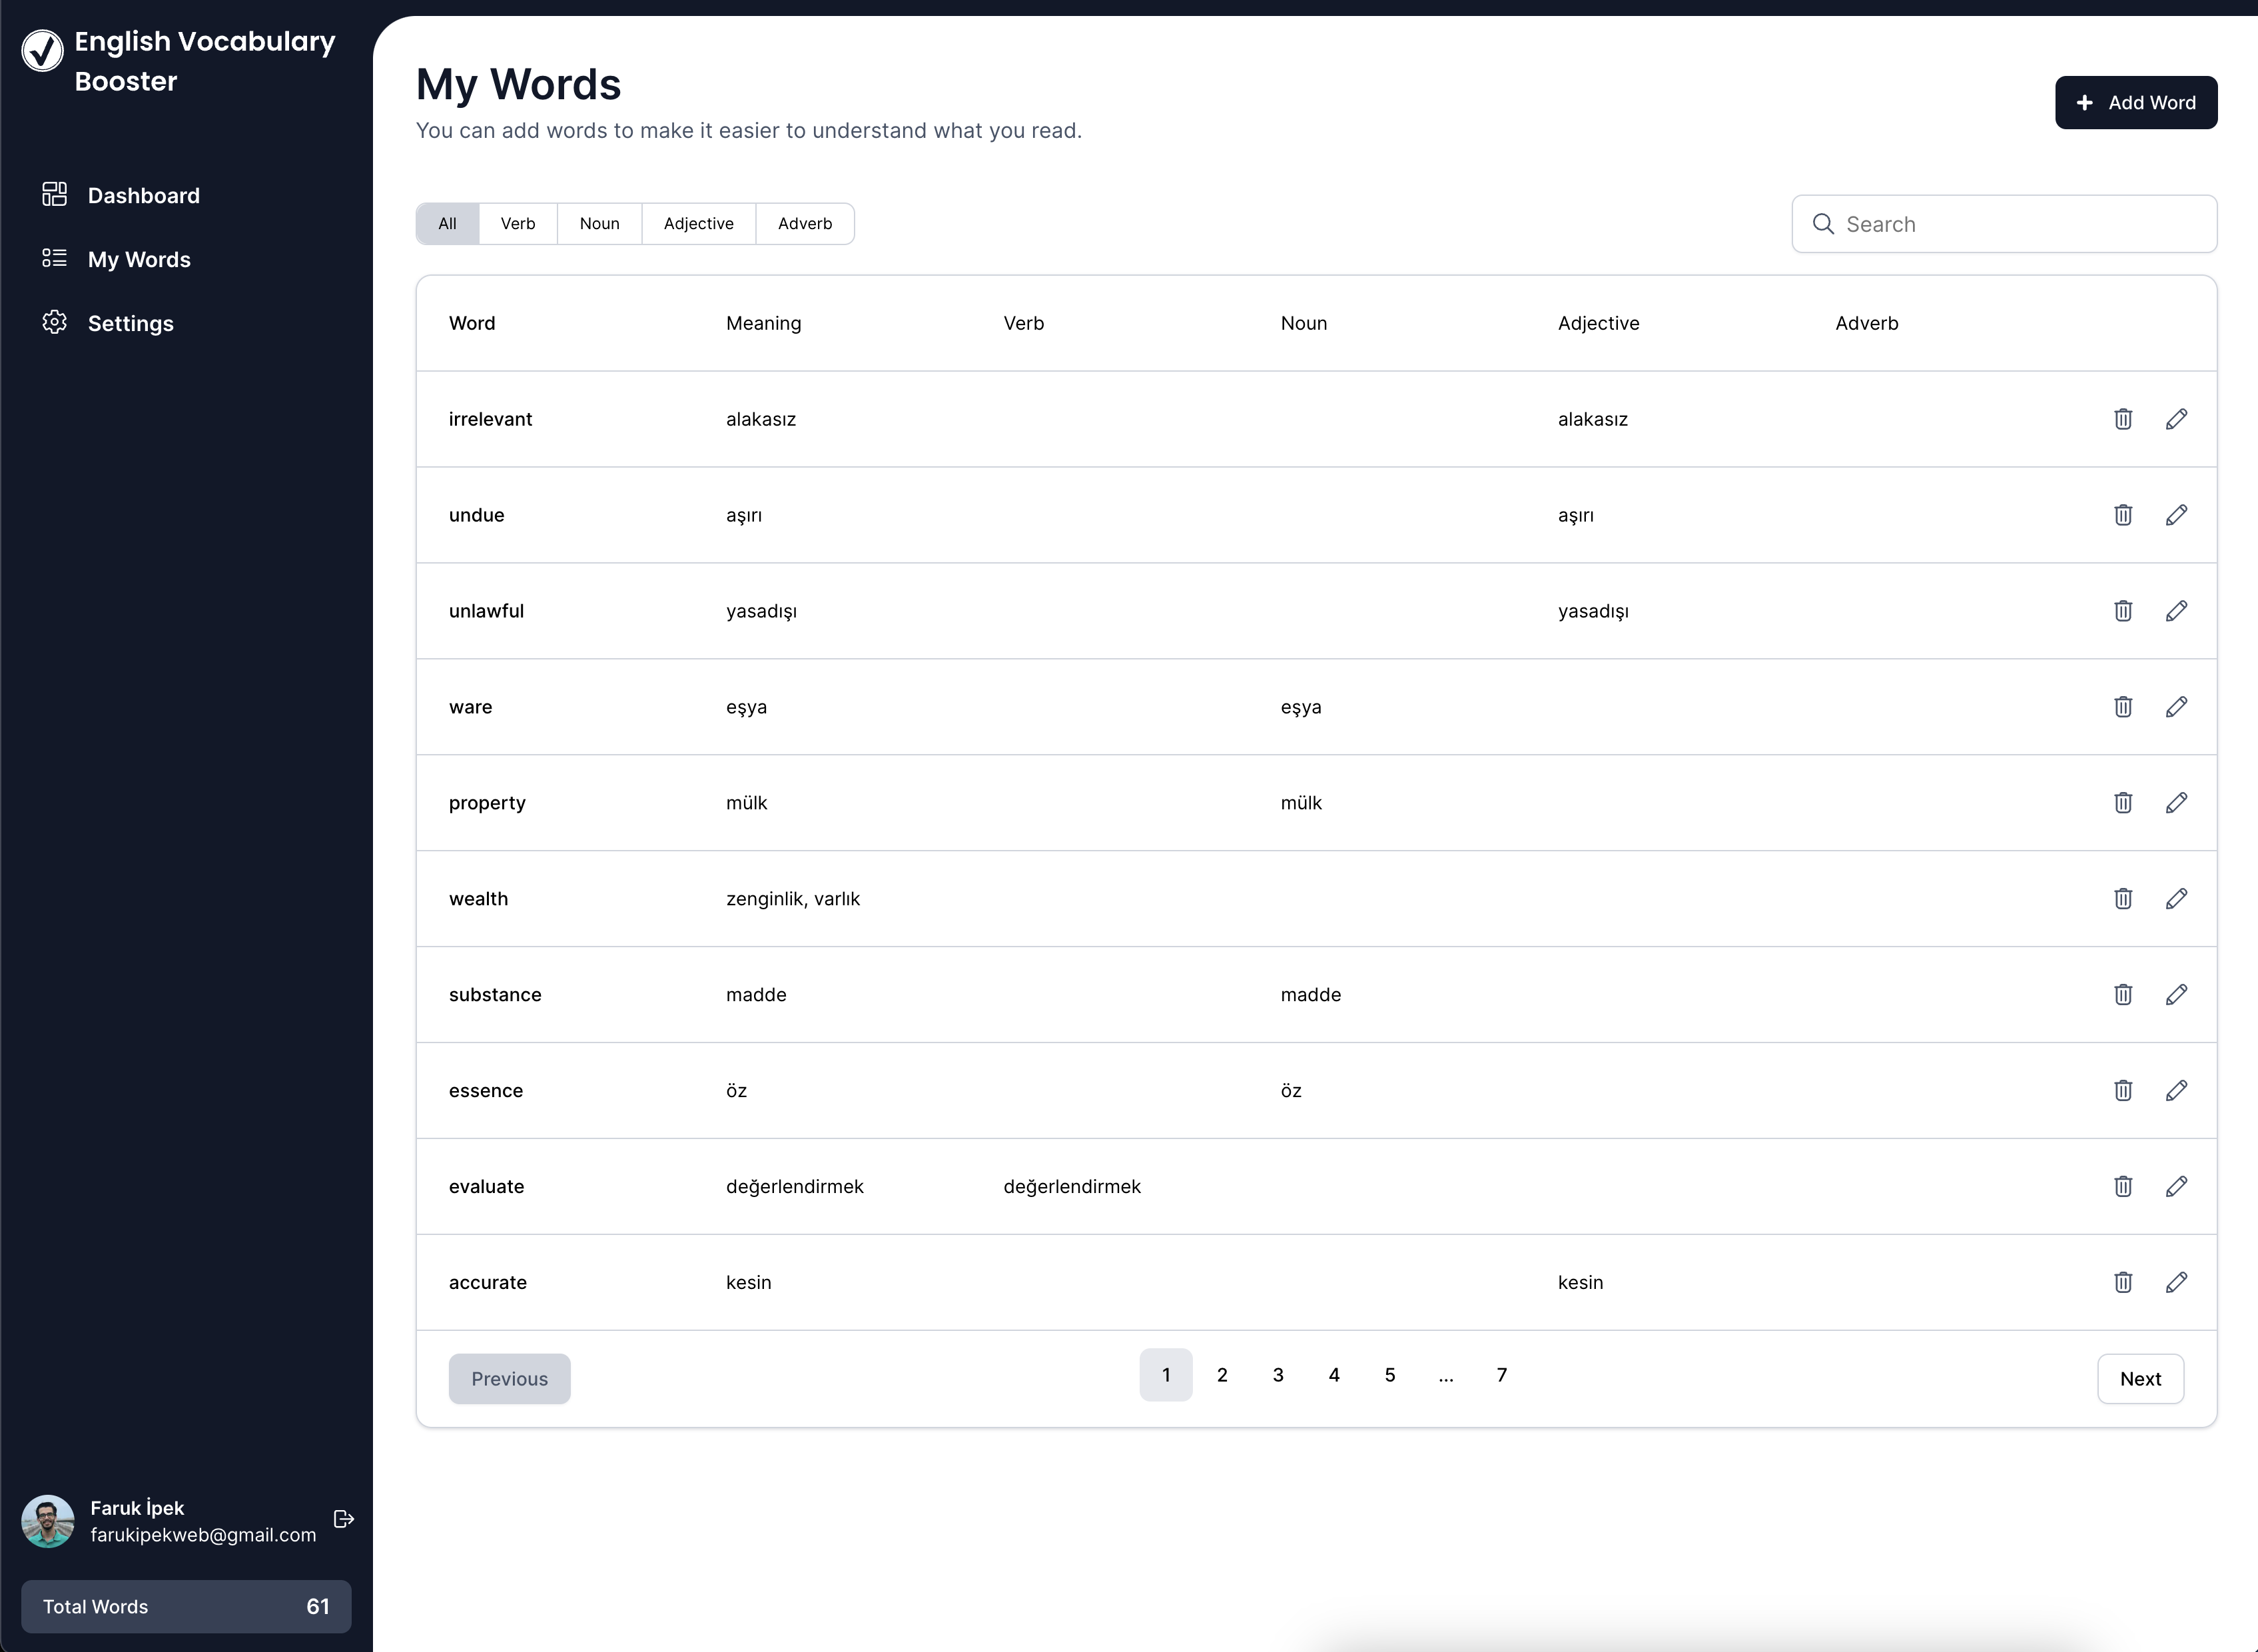 English Vocabulary
Booster
Dashboard
My Words
Settings
Faruk İpek
farukipekweb@gmail.com
Total Words 61
My Words
You can add words to make it easier to understand what you read.
+ Add Word
All Verb Noun Adjective Adverb
Search
Word Meaning Verb Noun Adjective Adverb
irrelevant alakasız alakasız
undue aşırı aşırı
unlawful yasadışı yasadışı
ware eşya eşya
property mülk mülk
wealth zenginlik, varlık
substance madde madde
essence öz öz
evaluate değerlendirmek değerlendirmek
accurate kesin kesin
Previous 1 2 3 4 5 ... 7 Next